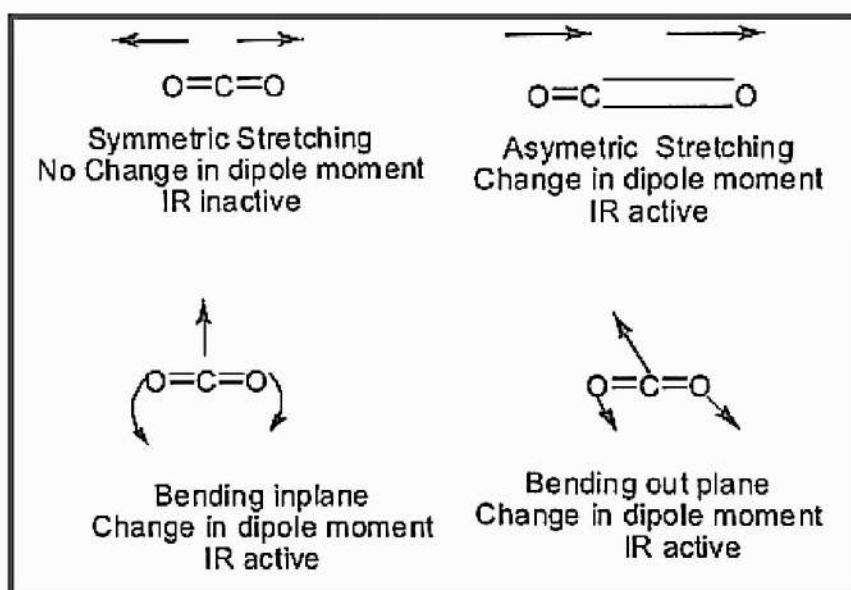 O=C=O
Symmetric Stretching
No Change in dipole moment
IR inactive
O=C=O
Asymetric Stretching
Change in dipole moment
IR active
O=C=O
Bending inplane
Change in dipole moment
IR active
O=C=O
Bending out plane
Change in dipole moment
IR active